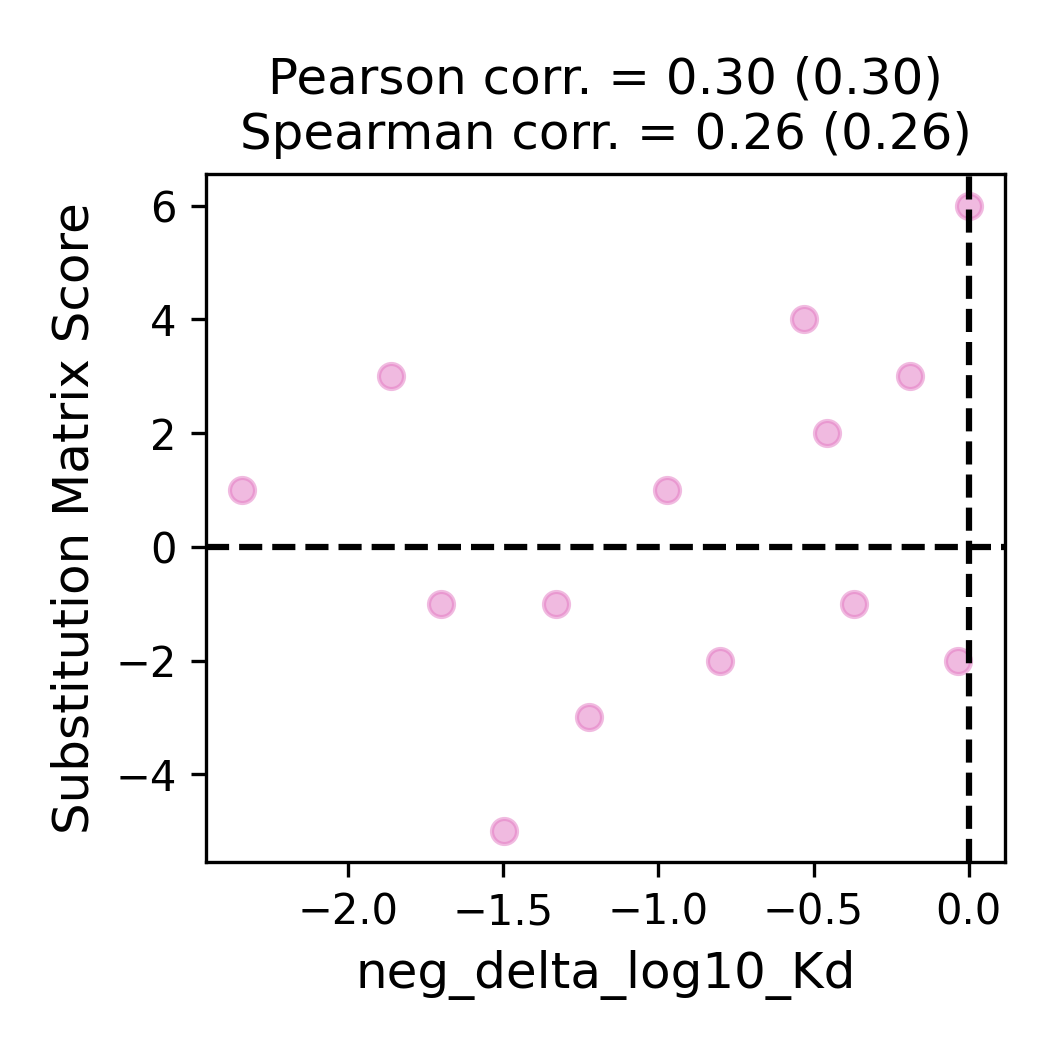 Pearson corr. = 0.30 (0.30)
Spearman corr. = 0.26 (0.26)
Substitution Matrix Score
6
4
2
0
−2
−4
−2.0 −1.5 −1.0 −0.5 0.0
neg_delta_log10_Kd